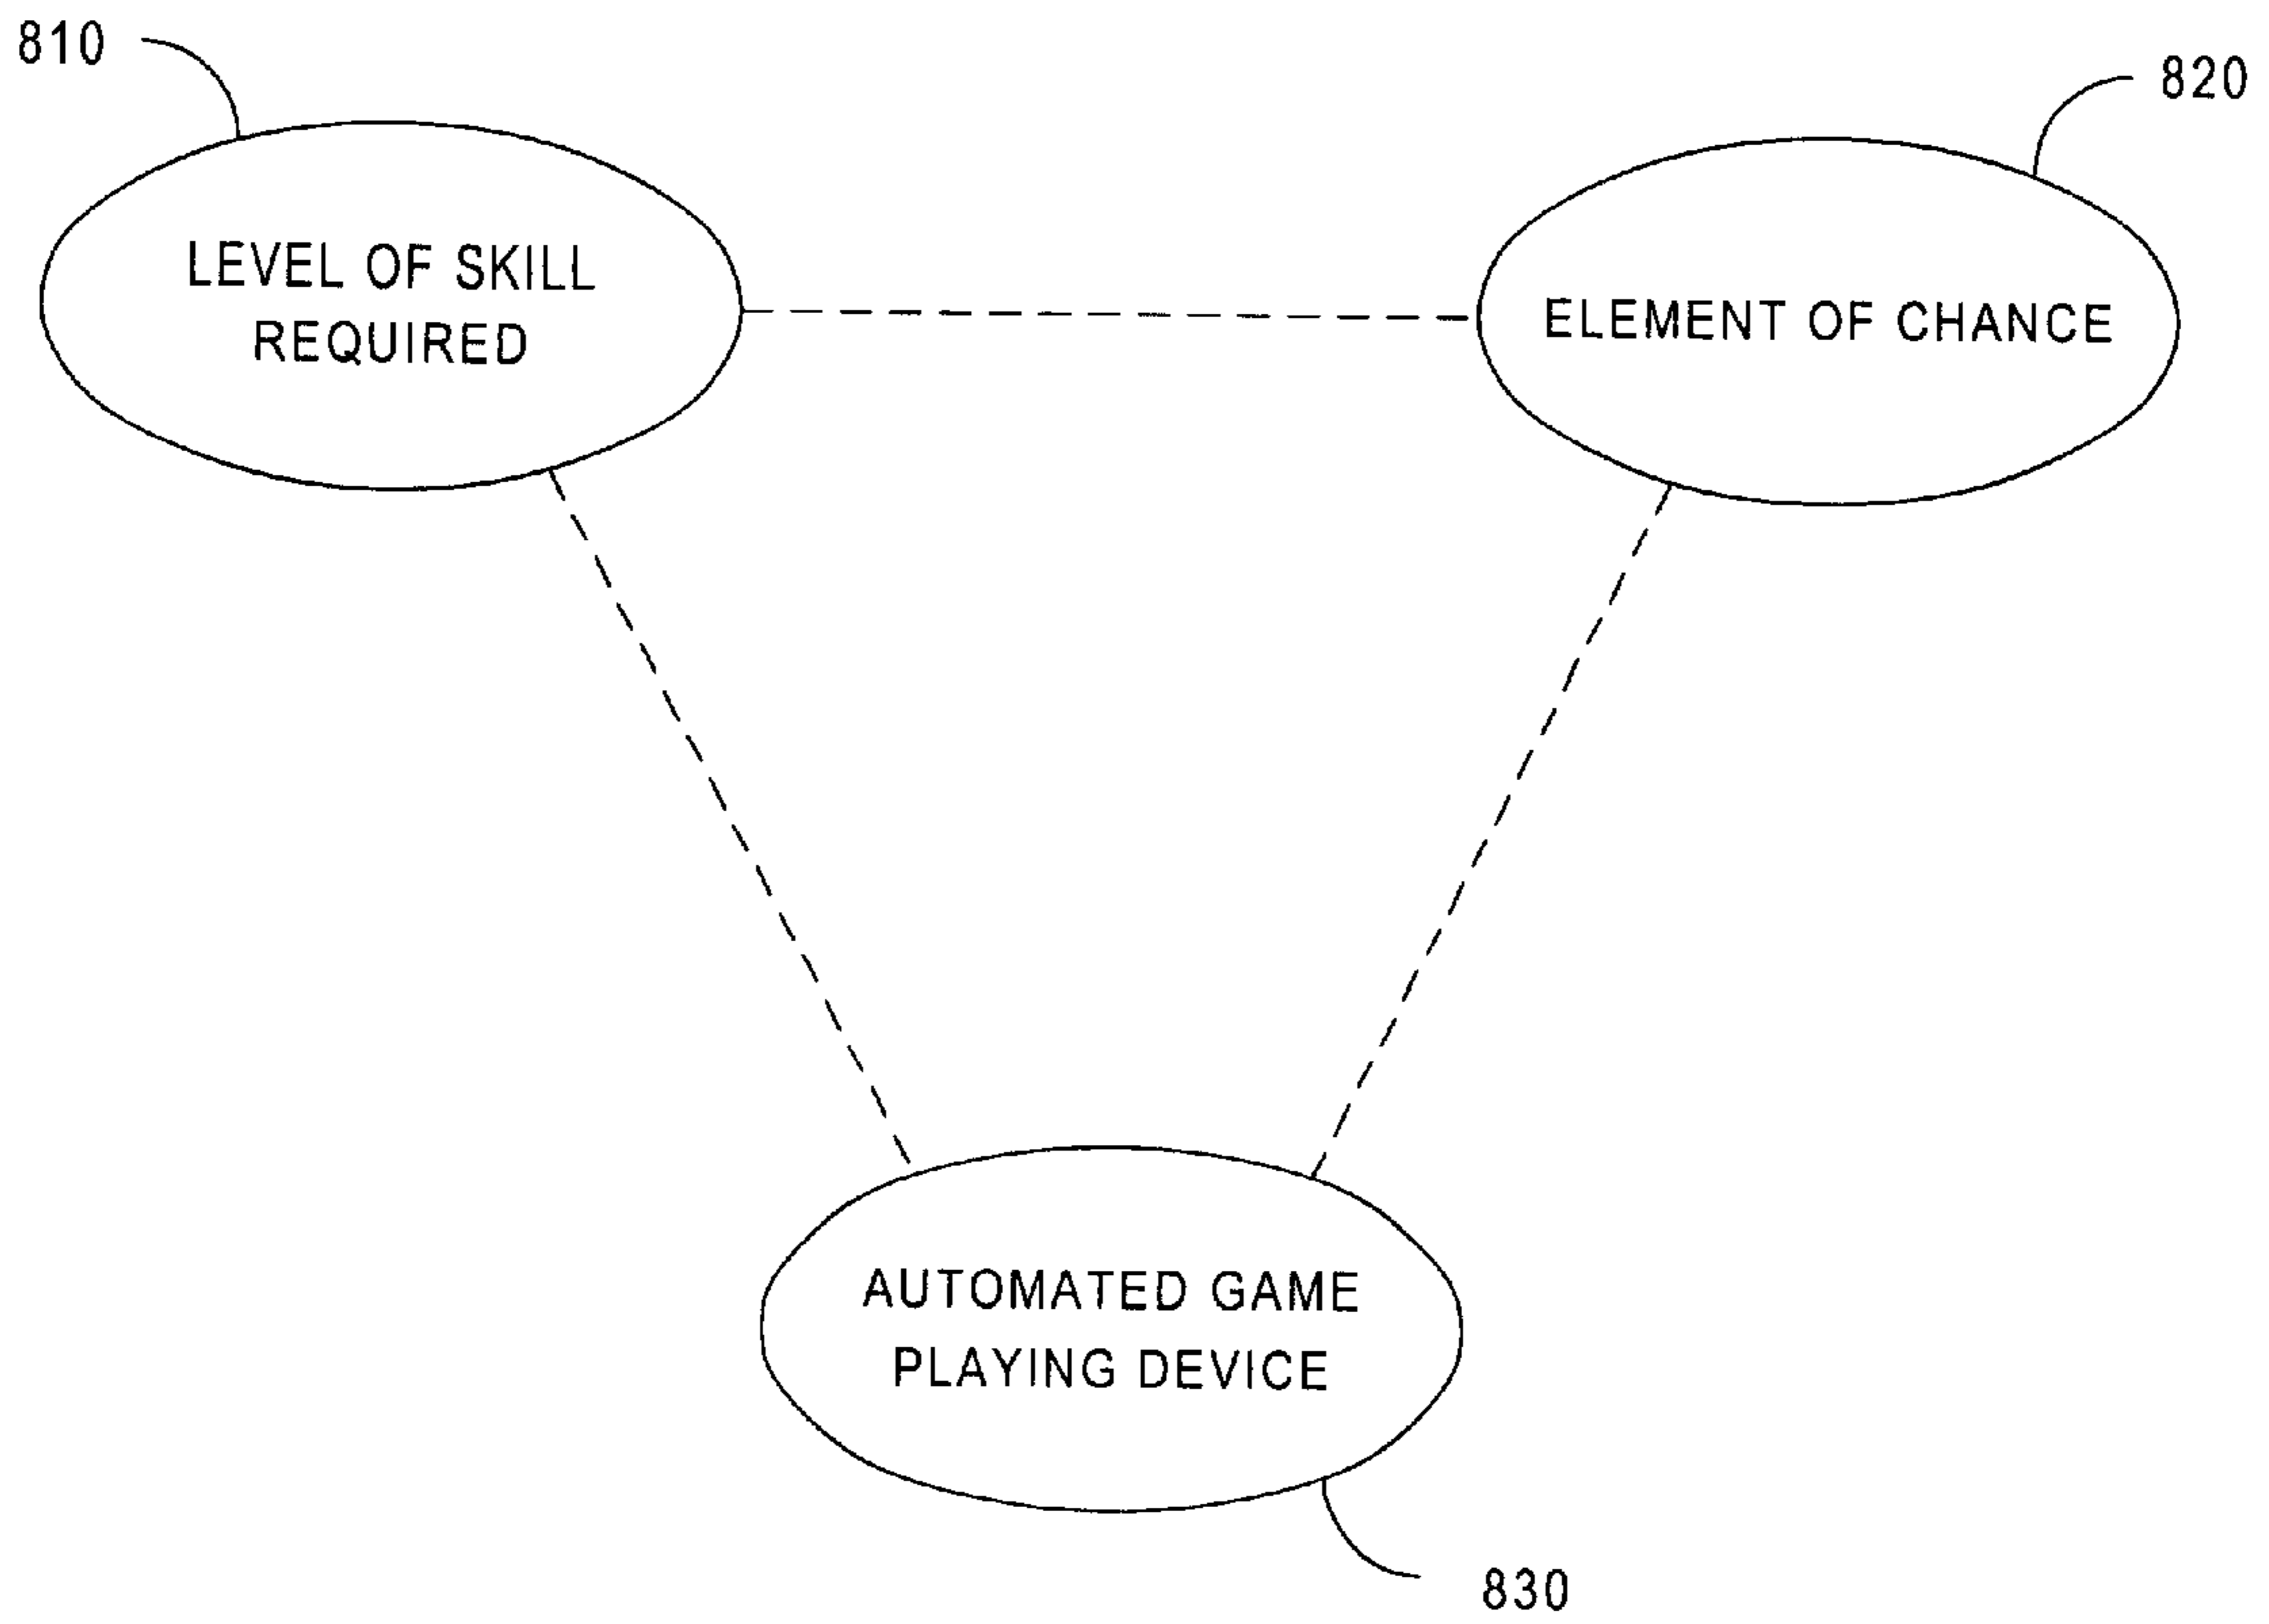 810
820
LEVEL OF SKILL
REQUIRED
ELEMENT OF CHANCE
AUTOMATED GAME
PLAYING DEVICE
830